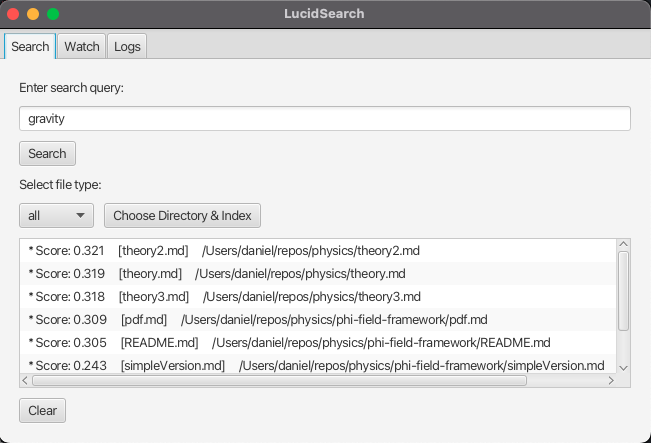 LucidSearch
Search Watch Logs
Enter search query:
gravity
Search
Select file type:
all Choose Directory & Index
* Score: 0.321 [theory2.md] /Users/daniel/repos/physics/theory2.md
* Score: 0.319 [theory.md] /Users/daniel/repos/physics/theory.md
* Score: 0.318 [theory3.md] /Users/daniel/repos/physics/theory3.md
* Score: 0.309 [pdf.md] /Users/daniel/repos/physics/phi-field-framework/pdf.md
* Score: 0.305 [README.md] /Users/daniel/repos/physics/phi-field-framework/README.md
* Score: 0.243 [simpleVersion.md] /Users/daniel/repos/physics/phi-field-framework/simpleVersion.md
Clear